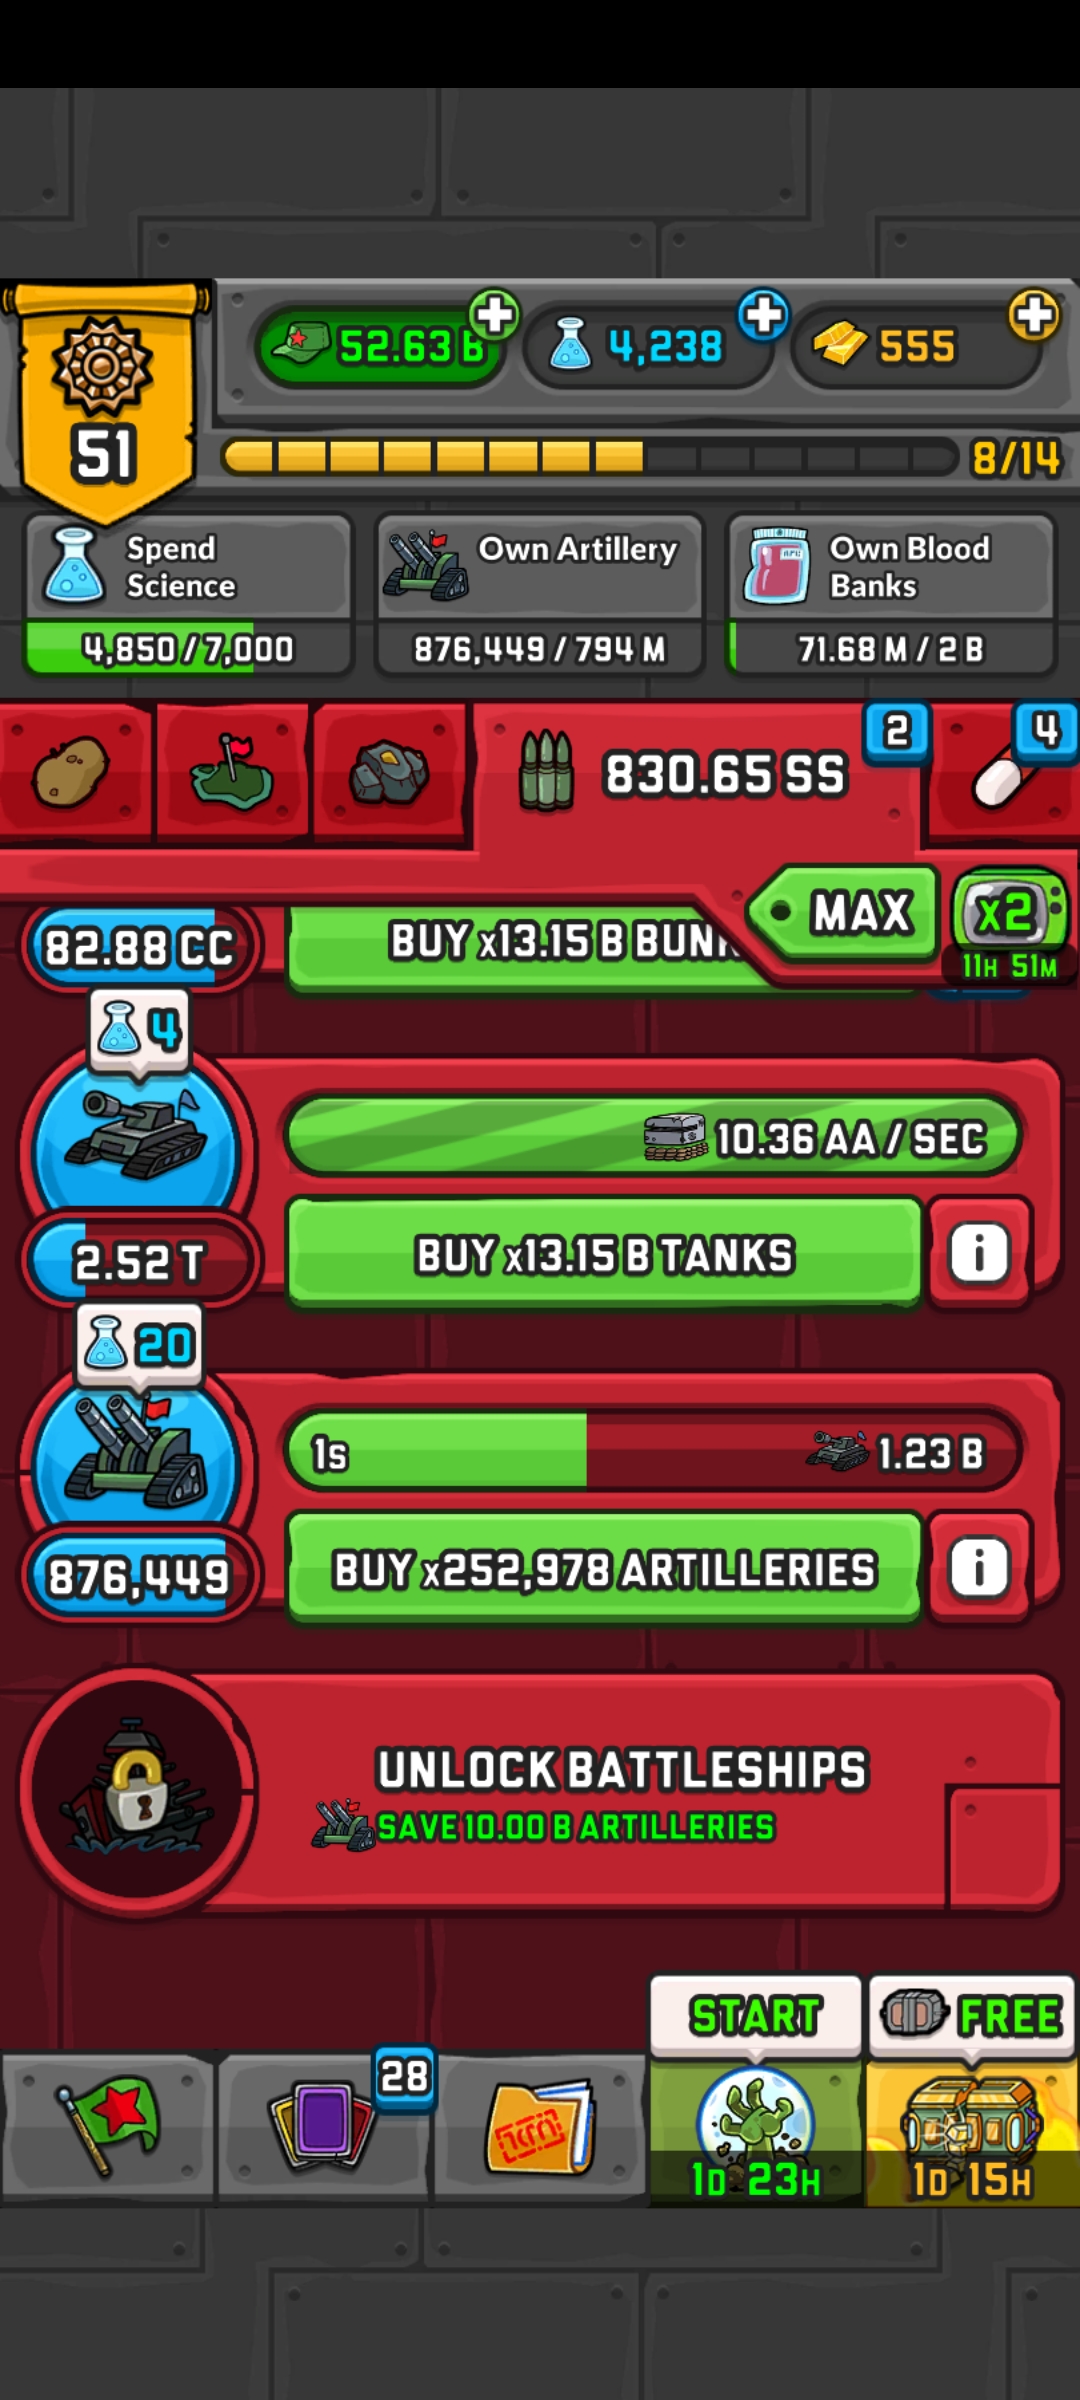 52.63 B
4,238
555
51
8/14
Spend
Science
4,850 / 7,000
Own Artillery
876,449 / 794 M
Own Blood
Banks
71.68 M / 2 B
830.65 SS
2
4
MAX
x2
11H 51M
82.88 CC
BUY x13.15 B
4
10.36 AA / SEC
2.52 T
BUY x13.15 B TANKS
i
20
1s
1.23 B
876,449
BUY x252,978 ARTILLERIES
i
UNLOCK BATTLESHIPS
SAVE 10.00 B ARTILLERIES
START
FREE
28
1D 23H
1D 15H